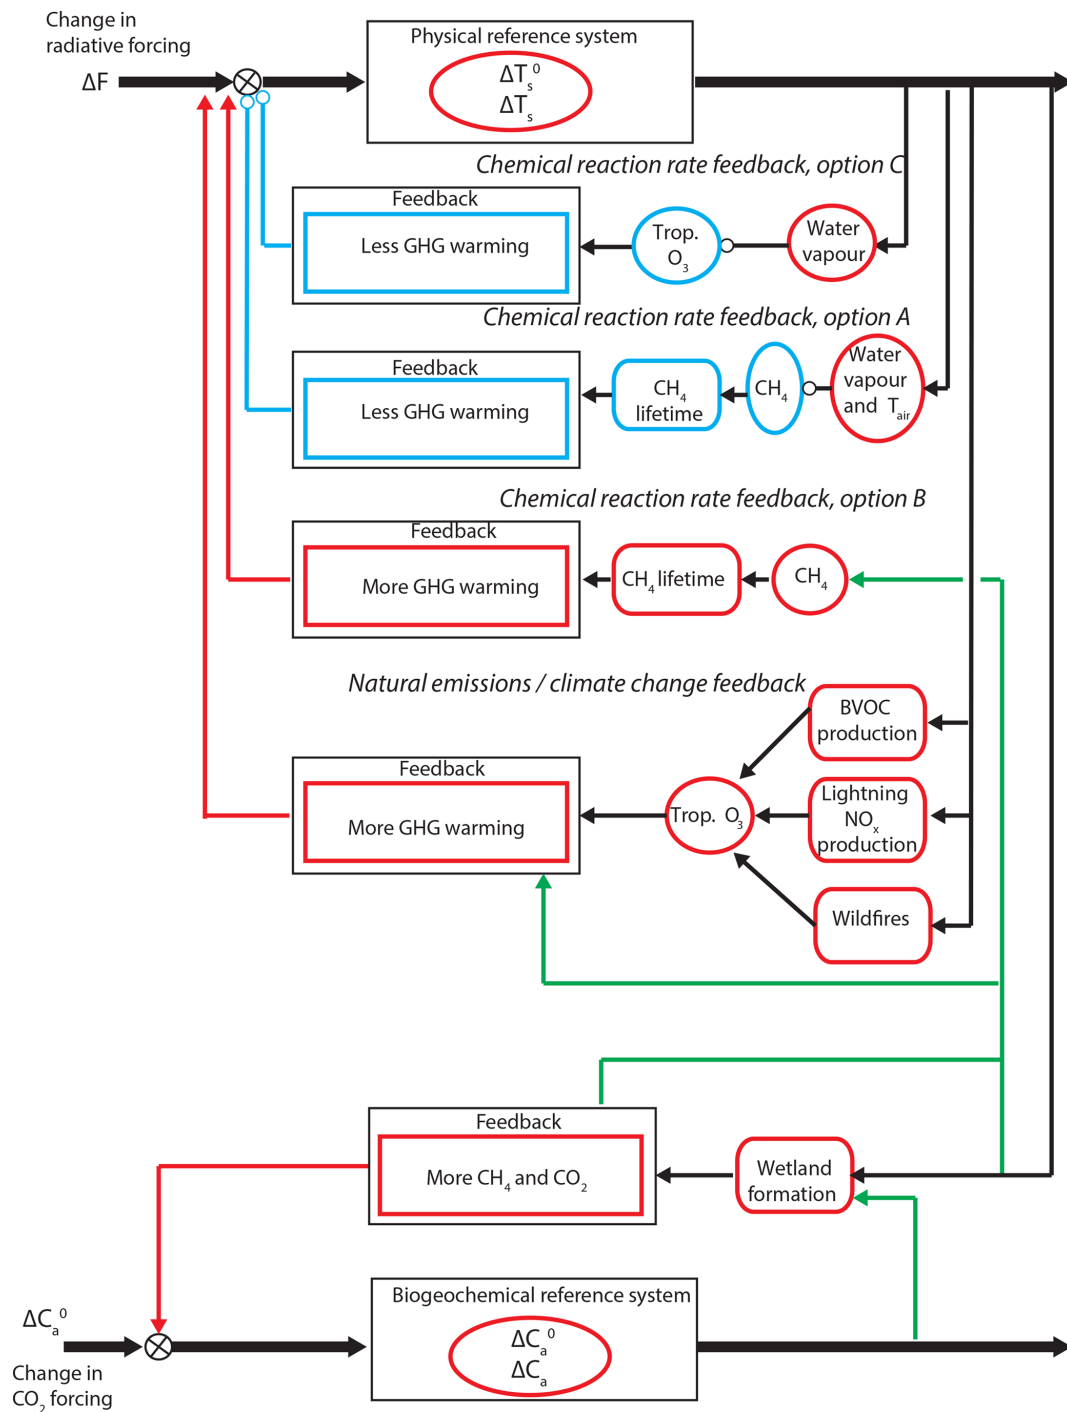 Change in
radiative forcing
ΔF
Physical reference system
ΔTₛ⁰
ΔTₛ
Chemical reaction rate feedback, option C
Feedback
Less GHG warming
Trop.
O₃
Water
vapour
Chemical reaction rate feedback, option A
Feedback
Less GHG warming
CH₄
lifetime
CH₄
Water
vapour
and Tair
Chemical reaction rate feedback, option B
Feedback
More GHG warming
CH₄ lifetime
CH₄
Natural emissions / climate change feedback
BVOC
production
Feedback
More GHG warming
Trop. O₃
Lightning
NOₓ
production
Wildfires
Feedback
More CH₄ and CO₂
Wetland
formation
Biogeochemical reference system
ΔCₐ⁰
ΔCₐ
ΔCₐ⁰
Change in
CO₂ forcing